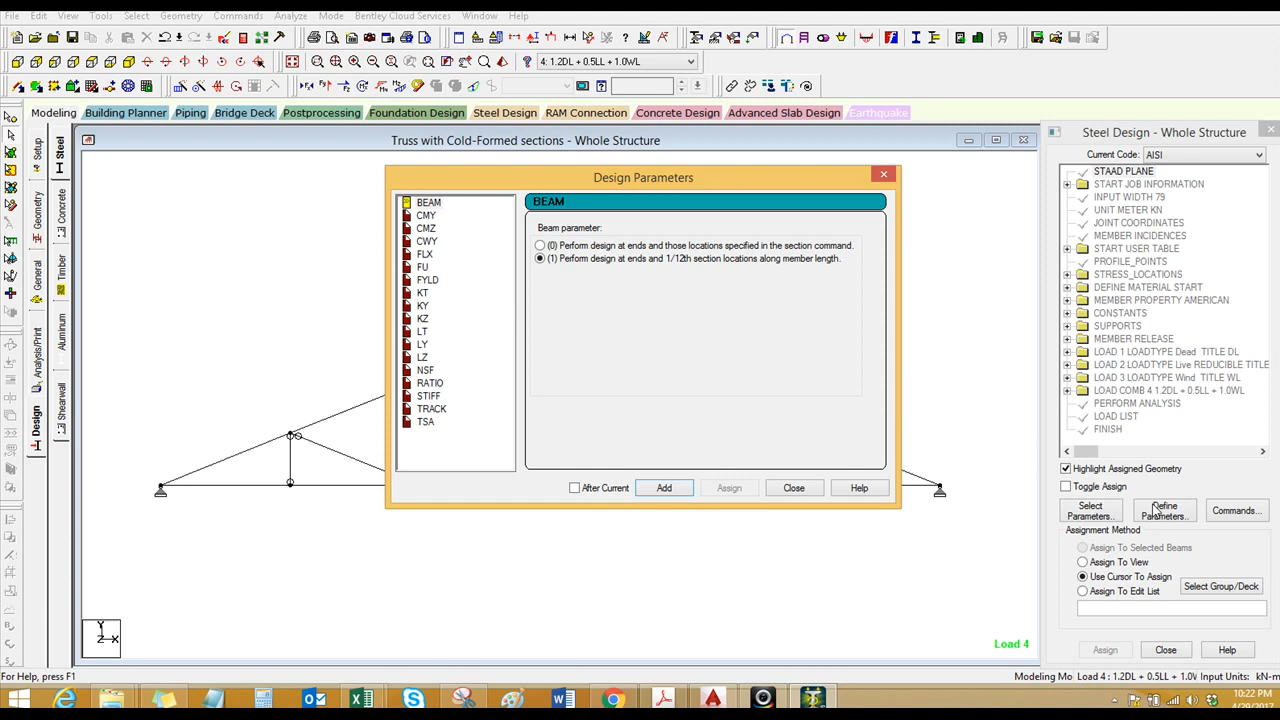 File Edit View Tools Select Geometry Commands Analyze Mode Bentley Cloud Services Window Help
4: 1.2DL + 0.5LL + 1.0WL
Modeling Building Planner Piping Bridge Deck Postprocessing Foundation Design Steel Design RAM Connection Concrete Design Advanced Slab Design Earthquake
Setup
Geometry
General
Analysis/Print
Design
Steel
Concrete
Timber
Aluminum
Shearwall
Truss with Cold-Formed sections - Whole Structure
Design Parameters
BEAM
CMY
CMZ
CWY
FLX
FU
FYLD
KT
KY
KZ
LT
LY
LZ
NSF
RATIO
STIFF
TRACK
TSA
BEAM
Beam parameter:
(0) Perform design at ends and those locations specified in the section command.
(1) Perform design at ends and 1/12th section locations along member length.
After Current Add Assign Close Help
Y
Z X
Load 4
Steel Design - Whole Structure
Current Code: AISI
STAAD PLANE
START JOB INFORMATION
INPUT WIDTH 79
UNIT METER KN
JOINT COORDINATES
MEMBER INCIDENCES
START USER TABLE
PROFILE_POINTS
STRESS_LOCATIONS
DEFINE MATERIAL START
MEMBER PROPERTY AMERICAN
CONSTANTS
SUPPORTS
MEMBER RELEASE
LOAD 1 LOADTYPE Dead TITLE DL
LOAD 2 LOADTYPE Live REDUCIBLE TITLE
LOAD 3 LOADTYPE Wind TITLE WL
LOAD COMB 4 1.2DL + 0.5LL + 1.0WL
PERFORM ANALYSIS
LOAD LIST
FINISH
Highlight Assigned Geometry
Toggle Assign
Select Parameters.. Define Parameters.. Commands...
Assignment Method
Assign To Selected Beams
Assign To View
Use Cursor To Assign Select Group/Deck
Assign To Edit List
Assign Close Help
For Help, press F1
Modeling Mo Load 4 : 1.2DL + 0.5LL + 1.0V Input Units: kN-m
10:22 PM
4/29/2017